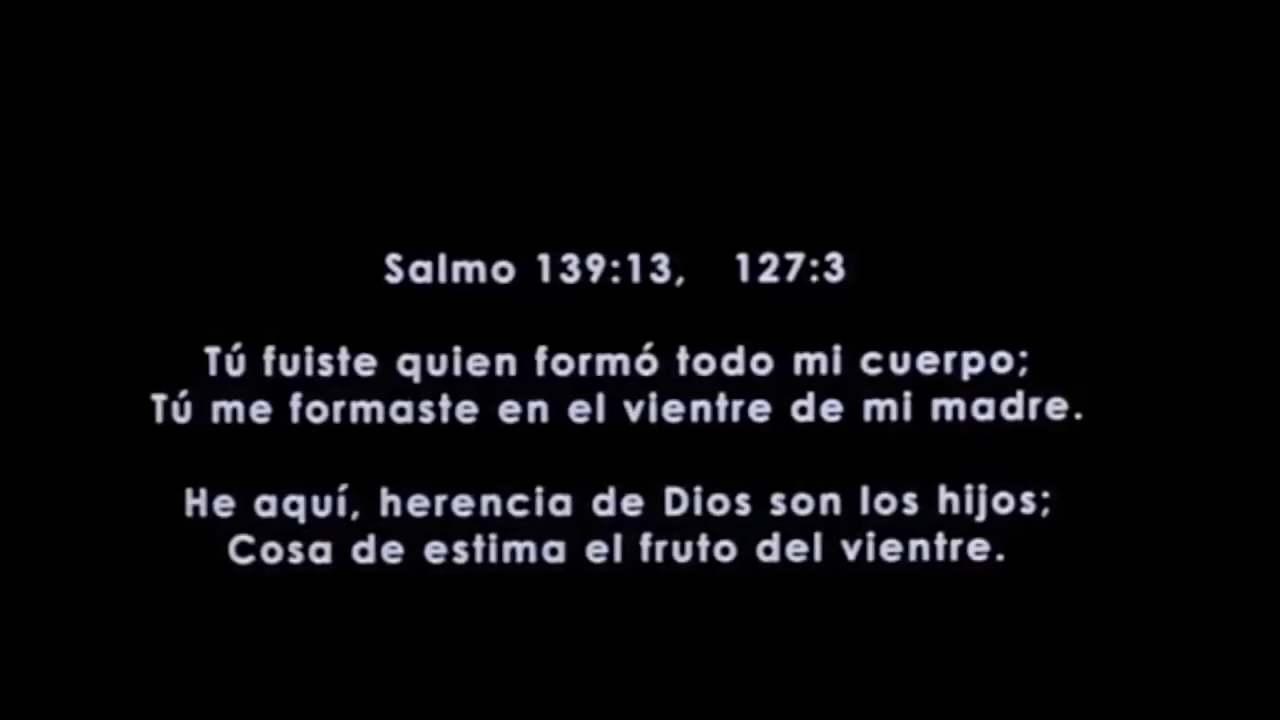 Salmo 139:13, 127:3
Tú fuiste quien formó todo mi cuerpo;
Tú me formaste en el vientre de mi madre.
He aquí, herencia de Dios son los hijos;
Cosa de estima el fruto del vientre.